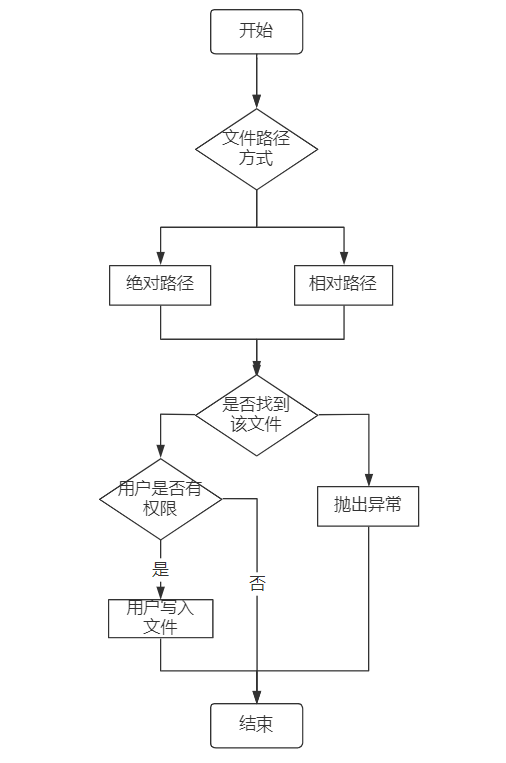 开始
文件路径
方式
绝对路径
相对路径
是否找到
该文件
用户是否有
权限
抛出异常
是
否
用户写入
文件
结束